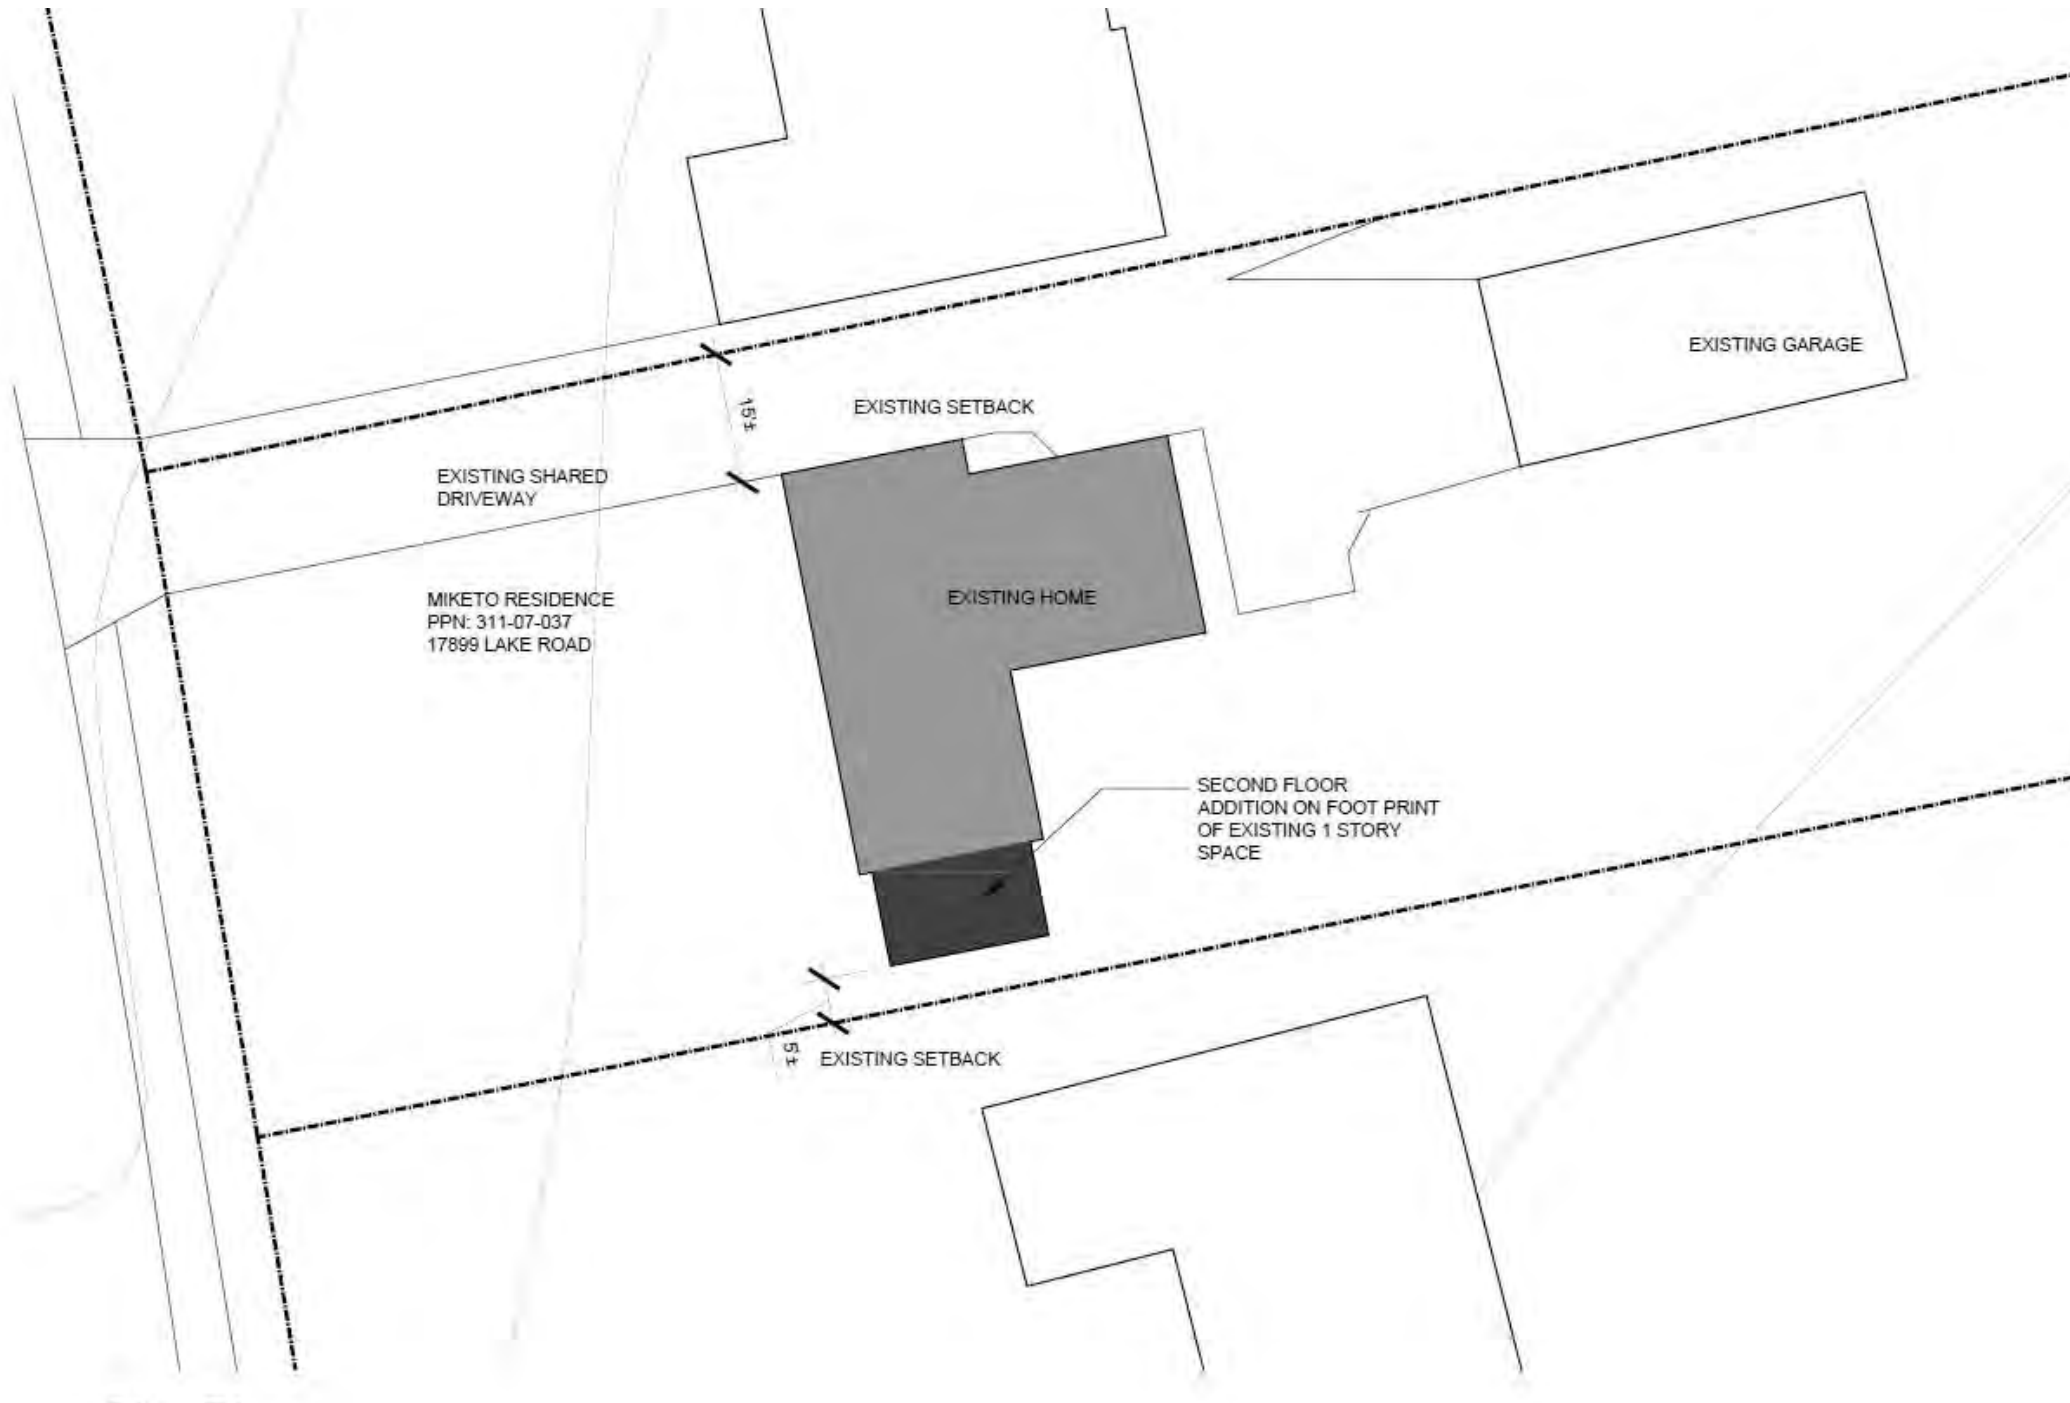 EXISTING GARAGE
15'±
EXISTING SETBACK
EXISTING SHARED
DRIVEWAY
MIKETO RESIDENCE
PPN: 311-07-037
17899 LAKE ROAD
EXISTING HOME
SECOND FLOOR
ADDITION ON FOOT PRINT
OF EXISTING 1 STORY
SPACE
5'±
EXISTING SETBACK